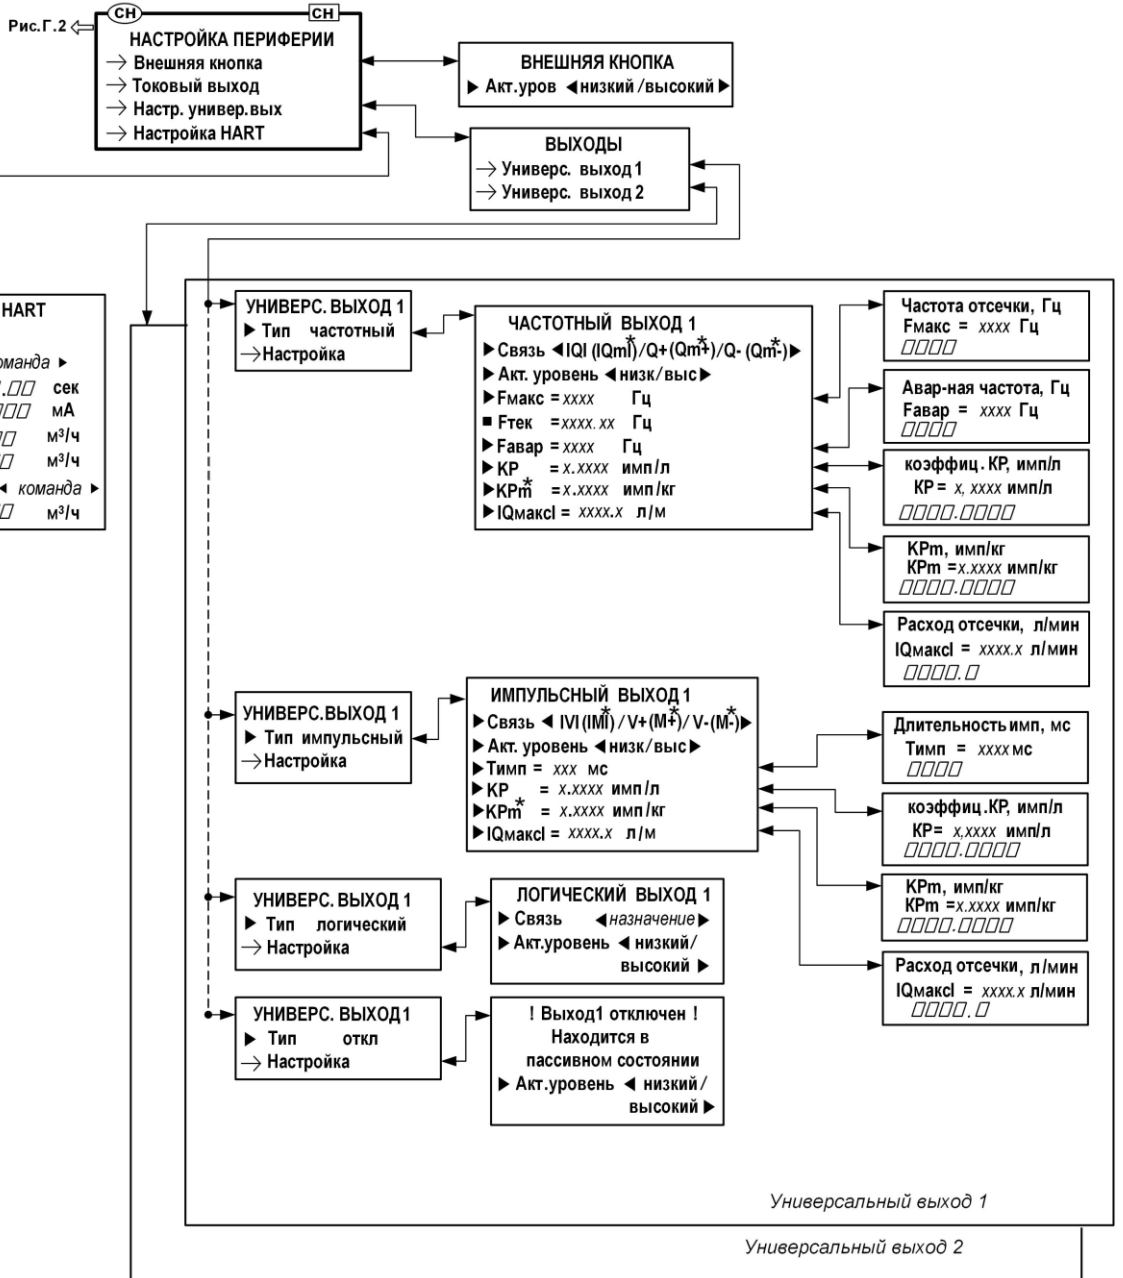 Рис.Г.2
СН
СН
НАСТРОЙКА ПЕРИФЕРИИ
→ Внешняя кнопка
→ Токовый выход
→ Настр. универ.вых
→ Настройка HART
ВНЕШНЯЯ КНОПКА
▶ Акт.уров ◀низкий /высокий▶
ВЫХОДЫ
→ Универс. выход 1
→ Универс. выход 2
HART
оманда ▶
.▯▯ сек
▯▯▯ мА
▯▯ м³/ч
▯ м³/ч
◀ команда ▶
▯▯ м³/ч
УНИВЕРС. ВЫХОД 1
▶ Тип частотный
→Настройка
ЧАСТОТНЫЙ ВЫХОД 1
▶Связь ◀IQI (IQmI*)/Q+(Qm+*)/Q- (Qm-*)▶
▶Акт. уровень ◀низк/выс▶
▶Fмакс =xxxx Гц
■ Fтек =xxxx.xx Гц
▶Fавар =xxxx Гц
▶KP =x.xxxx имп/л
▶KPm* =x.xxxx имп/кг
▶IQмаксI = xxxx.x л/м
Частота отсечки, Гц
Fмакс = xxxx Гц
▯▯▯▯
Авар-ная частота, Гц
Fавар = xxxx Гц
▯▯▯▯
коэффиц. КР, имп/л
КР = x, xxxx имп/л
▯▯▯▯.▯▯▯▯
KPm, имп/кг
KPm =x.xxxx имп/кг
▯▯▯▯.▯▯▯▯
Расход отсечки, л/мин
IQмаксI = xxxx.x л/мин
▯▯▯▯.▯
УНИВЕРС.ВЫХОД 1
▶ Тип импульсный
→Настройка
ИМПУЛЬСНЫЙ ВЫХОД 1
▶Связь ◀ IVI (IMI*) / V+(M+*)/ V-(M-*)▶
▶Акт. уровень ◀низк/выс▶
▶Тимп = xxx мс
▶KP = x.xxxx имп/л
▶KPm* = x.xxxx имп/кг
▶IQмаксI = xxxx.x л/м
Длительность имп, мс
Тимп = xxxx мс
▯▯▯▯
коэффиц.КР, имп/л
КР= x,xxxx имп/л
▯▯▯▯.▯▯▯▯
KPm, имп/кг
KPm =x.xxxx имп/кг
▯▯▯▯.▯▯▯▯
Расход отсечки, л/мин
IQмаксI = xxxx.x л/мин
▯▯▯▯.▯
УНИВЕРС. ВЫХОД 1
▶ Тип логический
→ Настройка
ЛОГИЧЕСКИЙ ВЫХОД 1
▶ Связь ◀назначение▶
▶ Акт.уровень ◀ низкий/
высокий ▶
УНИВЕРС. ВЫХОД1
▶ Тип откл
→ Настройка
! Выход1 отключен !
Находится в
пассивном состоянии
▶ Акт.уровень ◀ низкий/
высокий▶
Универсальный выход 1
Универсальный выход 2